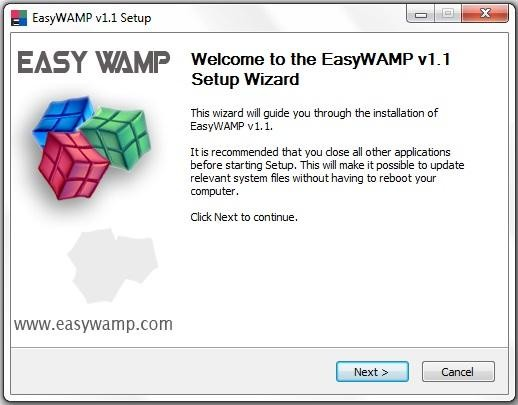 EasyWAMP v1.1 Setup
EASY WAMP
Welcome to the EasyWAMP v1.1
Setup Wizard
This wizard will guide you through the installation of
EasyWAMP v1.1.
It is recommended that you close all other applications
before starting Setup. This will make it possible to update
relevant system files without having to reboot your
computer.
Click Next to continue.
www.easywamp.com
Next >
Cancel